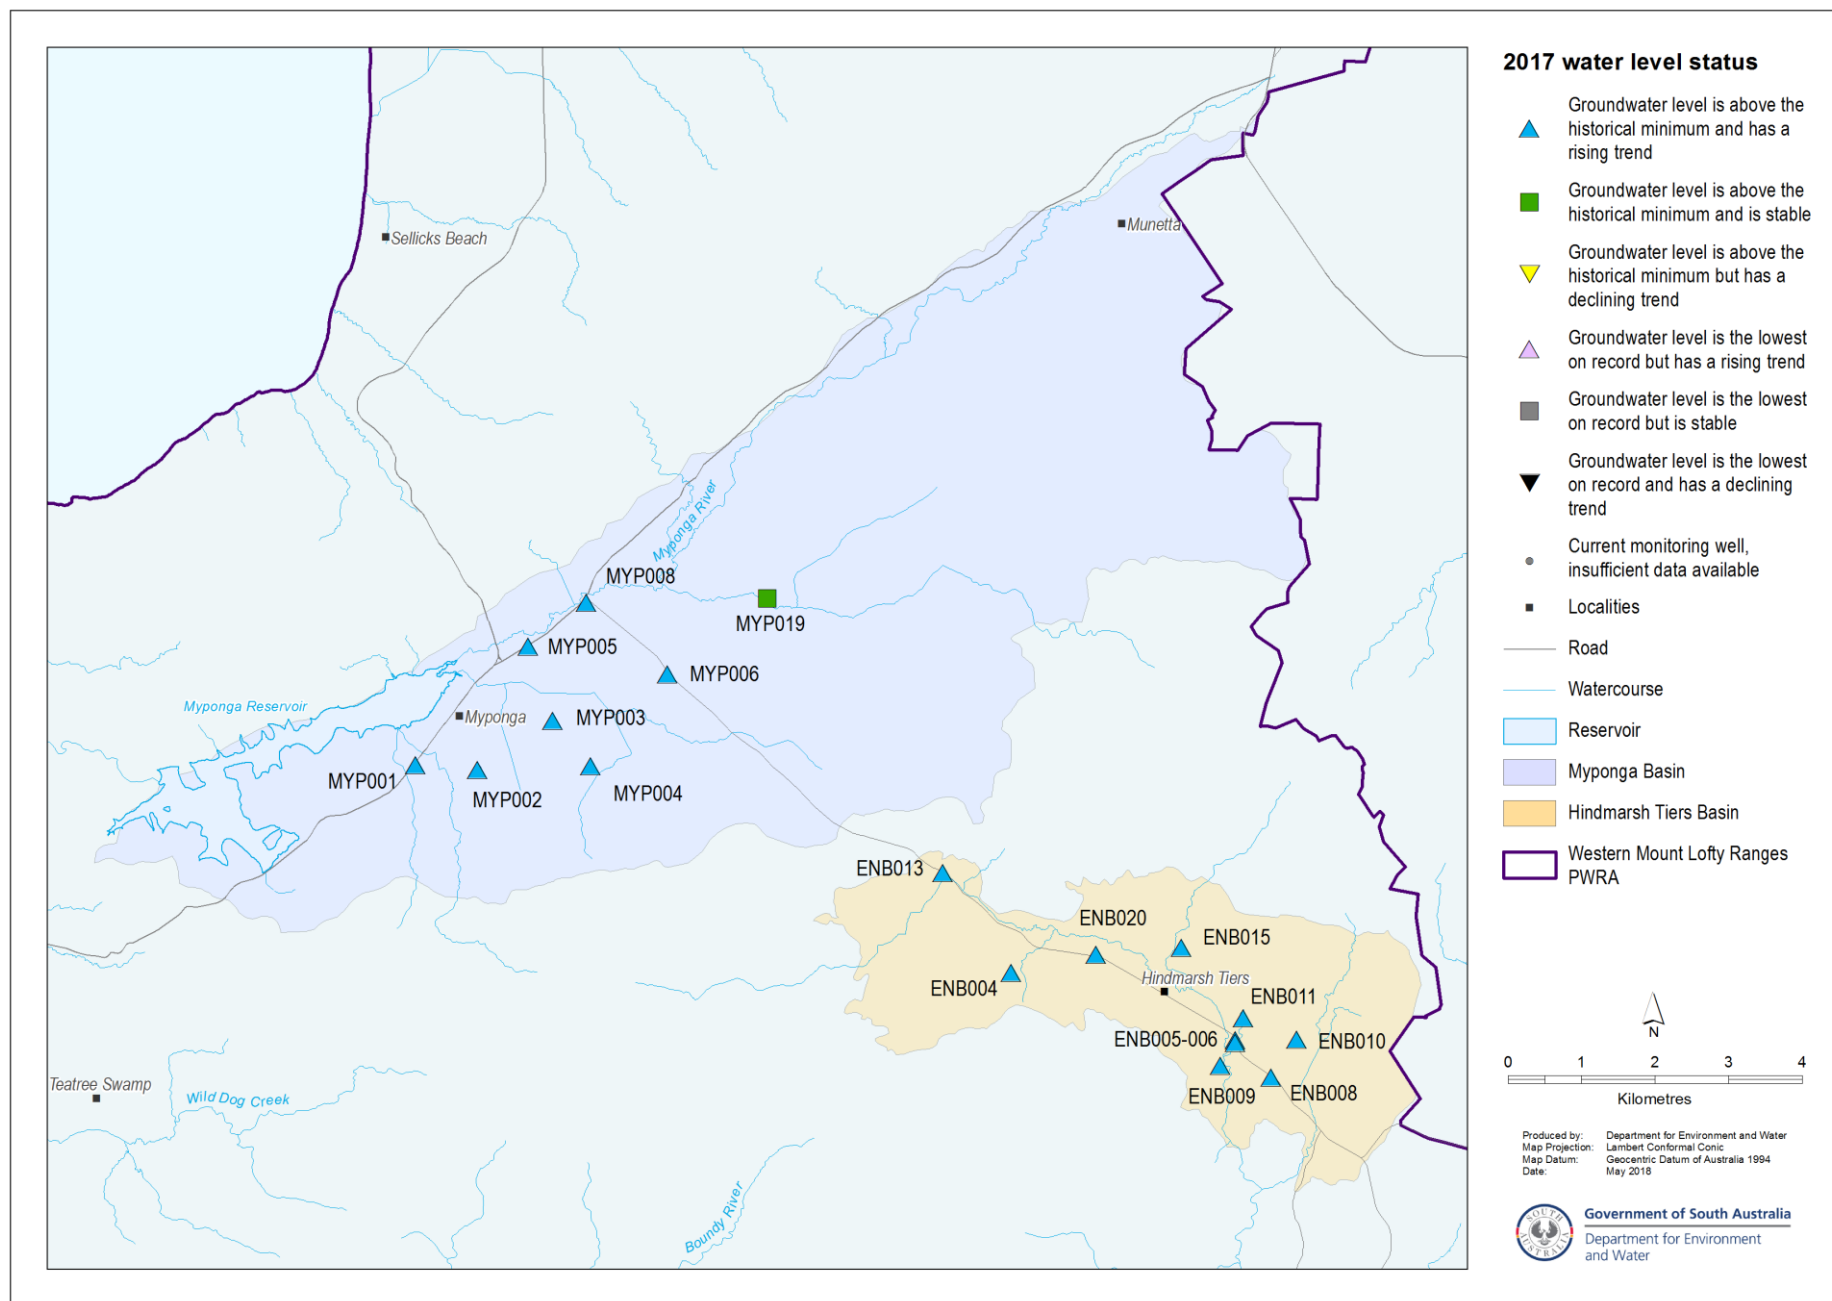 2017 water level status
Groundwater level is above the
historical minimum and has a
rising trend
Groundwater level is above the
historical minimum and is stable
Groundwater level is above the
historical minimum but has a
declining trend
Groundwater level is the lowest
on record but has a rising trend
Groundwater level is the lowest
on record but is stable
Groundwater level is the lowest
on record and has a declining
trend
Current monitoring well,
insufficient data available
Localities
Road
Watercourse
Reservoir
Myponga Basin
Hindmarsh Tiers Basin
Western Mount Lofty Ranges
PWRA
Sellicks Beach
Munetta
Myponga River
MYP008
MYP019
MYP005
MYP006
Myponga Reservoir
Myponga
MYP003
MYP001
MYP002
MYP004
ENB013
ENB020
ENB015
ENB004
Hindmarsh Tiers
ENB011
ENB005-006
ENB010
ENB009
ENB008
Teatree Swamp
Wild Dog Creek
Boundy River
N
0 1 2 3 4
Kilometres
Produced by: Department for Environment and Water
Map Projection: Lambert Conformal Conic
Map Datum: Geocentric Datum of Australia 1994
Date: May 2018
SOUTH
AUSTRALIA
Government of South Australia
Department for Environment
and Water